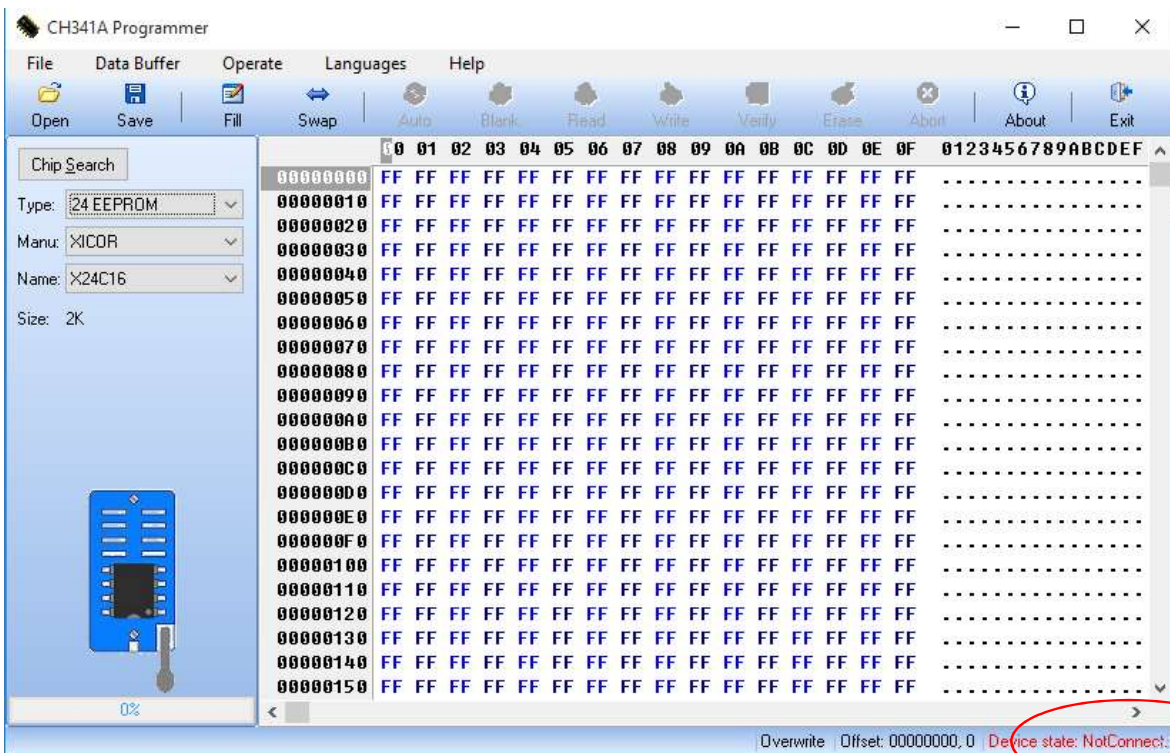 CH341A Programmer
File Data Buffer Operate Languages Help
Open Save Fill Swap Auto Blank Read Write Verify Erase Abort About Exit
Chip Search
Type: 24 EEPROM
Manu: XICOR
Name: X24C16
Size: 2K
00 01 02 03 04 05 06 07 08 09 0A 0B 0C 0D 0E 0F 0123456789ABCDEF
00000000 FF FF FF FF FF FF FF FF FF FF FF FF FF FF FF FF ................
00000010 FF FF FF FF FF FF FF FF FF FF FF FF FF FF FF FF ................
00000020 FF FF FF FF FF FF FF FF FF FF FF FF FF FF FF FF ................
00000030 FF FF FF FF FF FF FF FF FF FF FF FF FF FF FF FF ................
00000040 FF FF FF FF FF FF FF FF FF FF FF FF FF FF FF FF ................
00000050 FF FF FF FF FF FF FF FF FF FF FF FF FF FF FF FF ................
00000060 FF FF FF FF FF FF FF FF FF FF FF FF FF FF FF FF ................
00000070 FF FF FF FF FF FF FF FF FF FF FF FF FF FF FF FF ................
00000080 FF FF FF FF FF FF FF FF FF FF FF FF FF FF FF FF ................
00000090 FF FF FF FF FF FF FF FF FF FF FF FF FF FF FF FF ................
000000A0 FF FF FF FF FF FF FF FF FF FF FF FF FF FF FF FF ................
000000B0 FF FF FF FF FF FF FF FF FF FF FF FF FF FF FF FF ................
000000C0 FF FF FF FF FF FF FF FF FF FF FF FF FF FF FF FF ................
000000D0 FF FF FF FF FF FF FF FF FF FF FF FF FF FF FF FF ................
000000E0 FF FF FF FF FF FF FF FF FF FF FF FF FF FF FF FF ................
000000F0 FF FF FF FF FF FF FF FF FF FF FF FF FF FF FF FF ................
00000100 FF FF FF FF FF FF FF FF FF FF FF FF FF FF FF FF ................
00000110 FF FF FF FF FF FF FF FF FF FF FF FF FF FF FF FF ................
00000120 FF FF FF FF FF FF FF FF FF FF FF FF FF FF FF FF ................
00000130 FF FF FF FF FF FF FF FF FF FF FF FF FF FF FF FF ................
00000140 FF FF FF FF FF FF FF FF FF FF FF FF FF FF FF FF ................
00000150 FF FF FF FF FF FF FF FF FF FF FF FF FF FF FF FF ................
0%
Overwrite Offset: 00000000, 0 Device state: NotConnect.